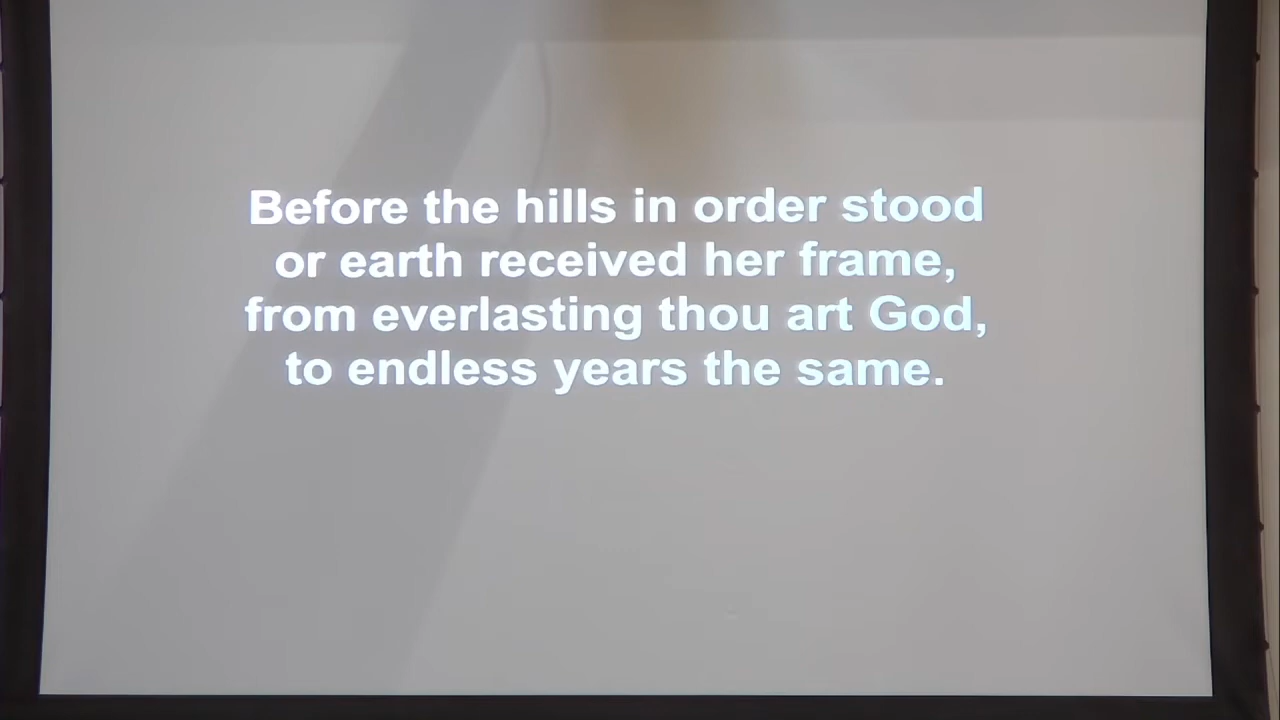 Before the hills in order stood
or earth received her frame,
from everlasting thou art God,
to endless years the same.